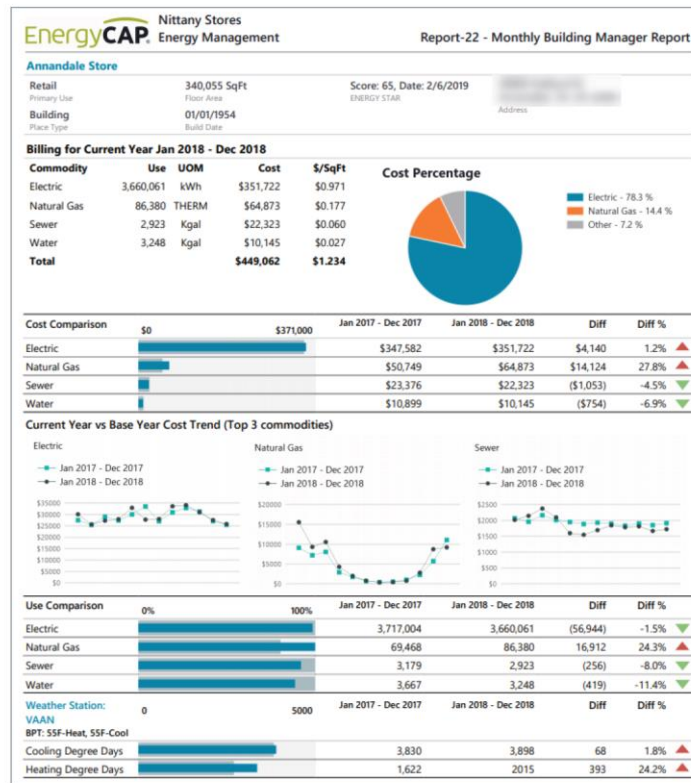 EnergyCAP.
Nittany Stores
Energy Management
Report-22 - Monthly Building Manager Report
Annandale Store
Retail 340,055 SqFt Score: 65, Date: 2/6/2019
Primary Use Floor Area ENERGY STAR
Building 01/01/1954 Address
Place Type Build Date
Billing for Current Year Jan 2018 - Dec 2018
Commodity Use UOM Cost $/SqFt
Electric 3,660,061 kWh $351,722 $0.971
Natural Gas 86,380 THERM $64,873 $0.177
Sewer 2,923 Kgal $22,323 $0.060
Water 3,248 Kgal $10,145 $0.027
Total $449,062 $1.234
Cost Percentage
Electric - 78.3 %
Natural Gas - 14.4 %
Other - 7.2 %
Cost Comparison $0 $371,000 Jan 2017 - Dec 2017 Jan 2018 - Dec 2018 Diff Diff %
Electric $347,582 $351,722 $4,140 1.2%
Natural Gas $50,749 $64,873 $14,124 27.8%
Sewer $23,376 $22,323 ($1,053) -4.5%
Water $10,899 $10,145 ($754) -6.9%
Current Year vs Base Year Cost Trend (Top 3 commodities)
Electric
Jan 2017 - Dec 2017
Jan 2018 - Dec 2018
$35000
$30000
$25000
$20000
$15000
$10000
$5000
$0
Natural Gas
Jan 2017 - Dec 2017
Jan 2018 - Dec 2018
$20000
$15000
$10000
$5000
$0
Sewer
Jan 2017 - Dec 2017
Jan 2018 - Dec 2018
$2500
$2000
$1500
$1000
$500
$0
Use Comparison 0% 100% Jan 2017 - Dec 2017 Jan 2018 - Dec 2018 Diff Diff %
Electric 3,717,004 3,660,061 (56,944) -1.5%
Natural Gas 69,468 86,380 16,912 24.3%
Sewer 3,179 2,923 (256) -8.0%
Water 3,667 3,248 (419) -11.4%
Weather Station: 0 5000 Jan 2017 - Dec 2017 Jan 2018 - Dec 2018 Diff Diff %
VAAN
BPT: 55F-Heat, 55F-Cool
Cooling Degree Days 3,830 3,898 68 1.8%
Heating Degree Days 1,622 2015 393 24.2%